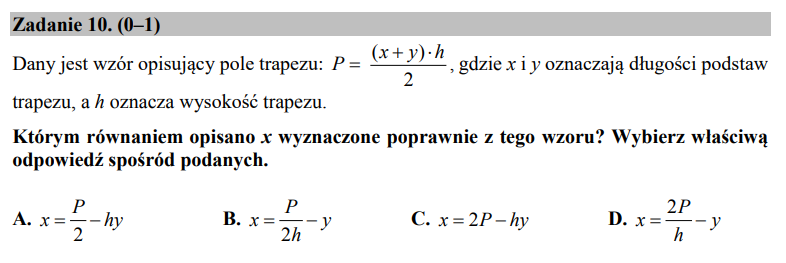 Zadanie 10. (0–1)
Dany jest wzór opisujący pole trapezu: P = \frac{(x + y) \cdot h}{2}, gdzie x i y oznaczają długości podstaw
trapezu, a h oznacza wysokość trapezu.
Którym równaniem opisano x wyznaczone poprawnie z tego wzoru? Wybierz właściwą
odpowiedź spośród podanych.
A. x = \frac{P}{2} – hy B. x = \frac{P}{2h} – y C. x = 2P – hy D. x = \frac{2P}{h} – y